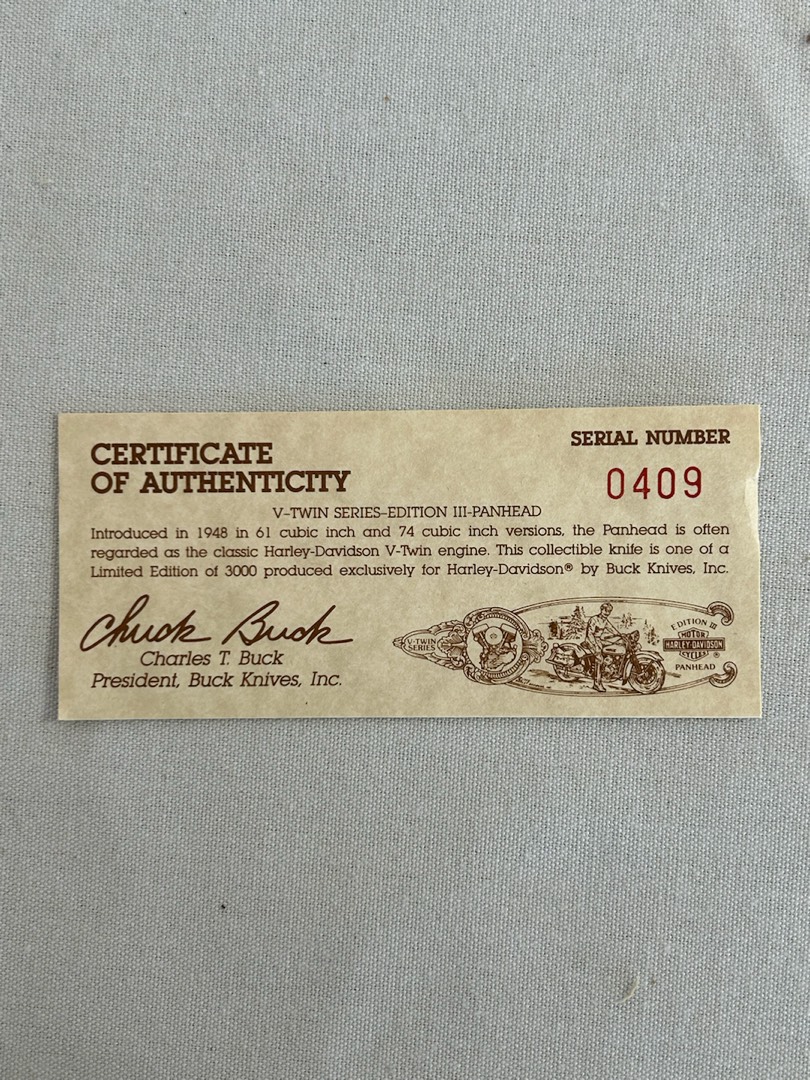 CERTIFICATE
OF AUTHENTICITY
SERIAL NUMBER
0409
V-TWIN SERIES-EDITION III-PANHEAD
Introduced in 1948 in 61 cubic inch and 74 cubic inch versions, the Panhead is often
regarded as the classic Harley-Davidson V-Twin engine. This collectible knife is one of a
Limited Edition of 3000 produced exclusively for Harley-Davidson® by Buck Knives, Inc.
Chuck Buck
Charles T. Buck
President, Buck Knives, Inc.
V-TWIN
SERIES
EDITION III
MOTOR
HARLEY-DAVIDSON
CYCLES
®
PANHEAD